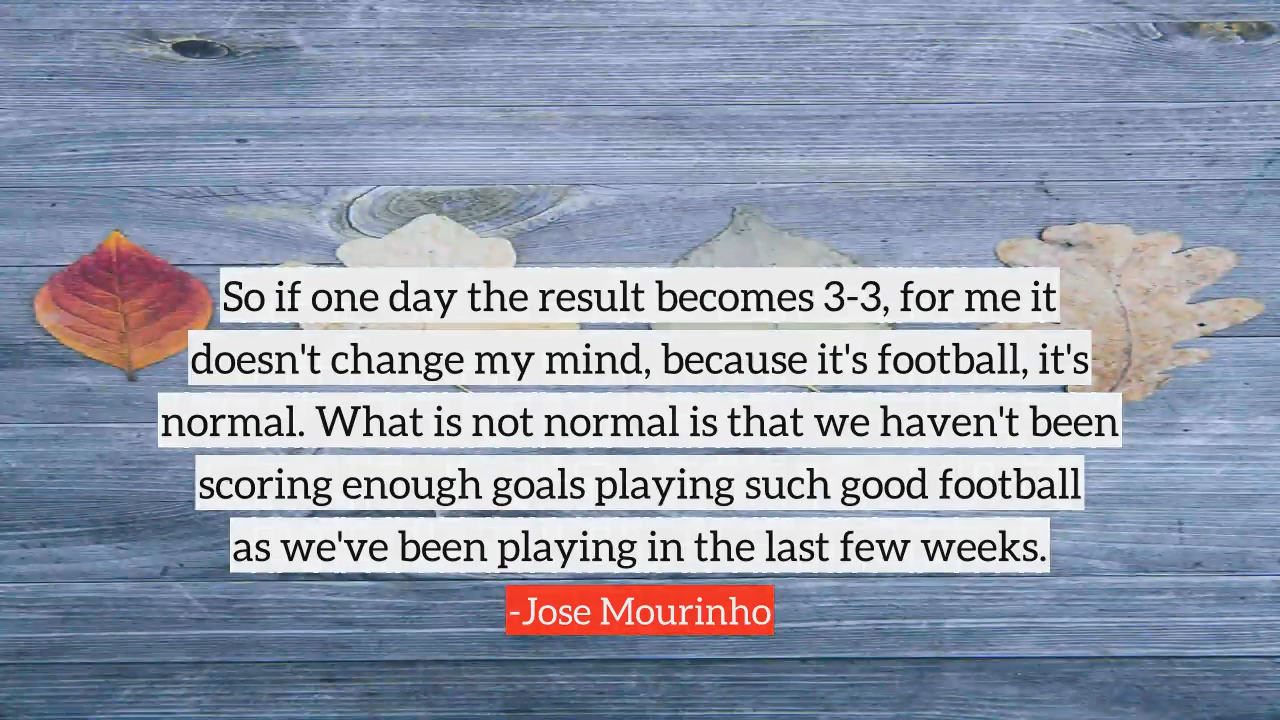 So if one day the result becomes 3-3, for me it
doesn't change my mind, because it's football, it's
normal. What is not normal is that we haven't been
scoring enough goals playing such good football
as we've been playing in the last few weeks.
-Jose Mourinho